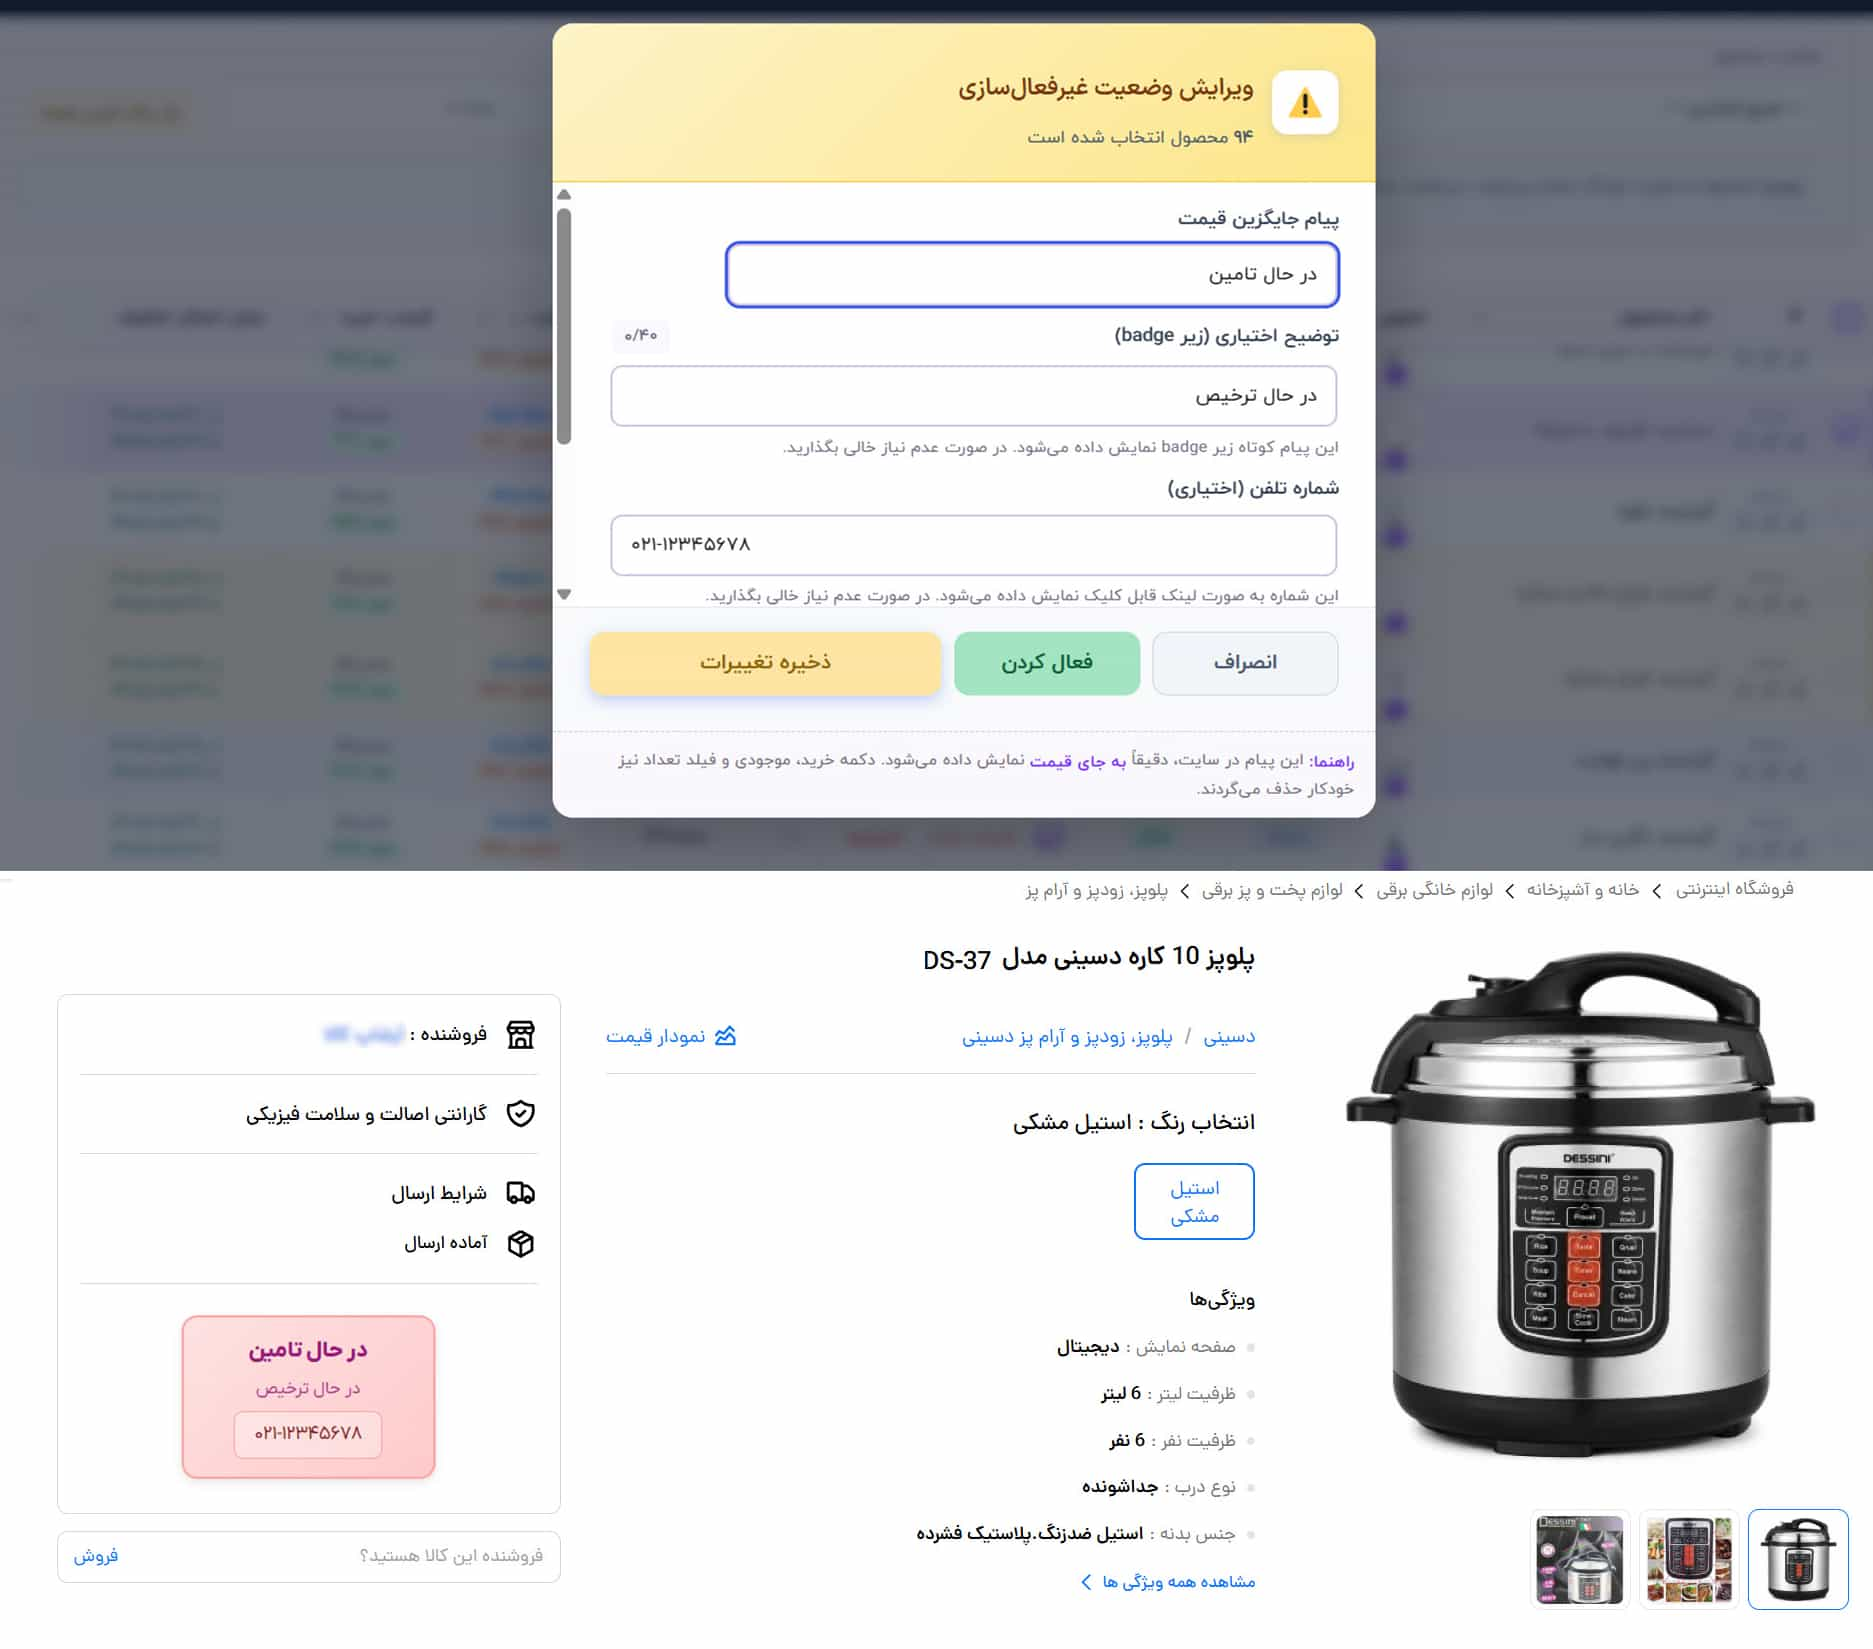 ویرایش وضعیت غیرفعال‌سازی
۹۴ محصول انتخاب شده است
پیام جایگزین قیمت
در حال تامین
توضیح اختیاری (زیر badge)
۰/۴۰
در حال ترخیص
این پیام کوتاه زیر badge نمایش داده می‌شود. در صورت عدم نیاز خالی بگذارید.
شماره تلفن (اختیاری)
۰۲۱-۱۲۳۴۵۶۷۸
این شماره به صورت لینک قابل کلیک نمایش داده می‌شود. در صورت عدم نیاز خالی بگذارید.
انصراف
فعال کردن
ذخیره تغییرات
راهنما: این پیام در سایت، دقیقاً به جای قیمت نمایش داده می‌شود. دکمه خرید، موجودی و فیلد تعداد نیز
خودکار حذف می‌گردند.
فروشگاه اینترنتی
خانه و آشپزخانه
لوازم خانگی برقی
لوازم پخت و پز برقی
پلوپز، زودپز و آرام پز
پلوپز 10 کاره دسینی مدل DS-37
دسینی / پلوپز، زودپز و آرام پز دسینی
نمودار قیمت
انتخاب رنگ : استیل مشکی
استیل
مشکی
ویژگی‌ها
صفحه نمایش : دیجیتال
ظرفیت لیتر : 6 لیتر
ظرفیت نفر : 6 نفر
نوع درب : جداشونده
جنس بدنه : استیل ضدزنگ.پلاستیک فشرده
مشاهده همه ویژگی ها
فروشنده :
گارانتی اصالت و سلامت فیزیکی
شرایط ارسال
آماده ارسال
در حال تامین
در حال ترخیص
۰۲۱-۱۲۳۴۵۶۷۸
فروشنده این کالا هستید؟
فروش
DESSINI
Dessini